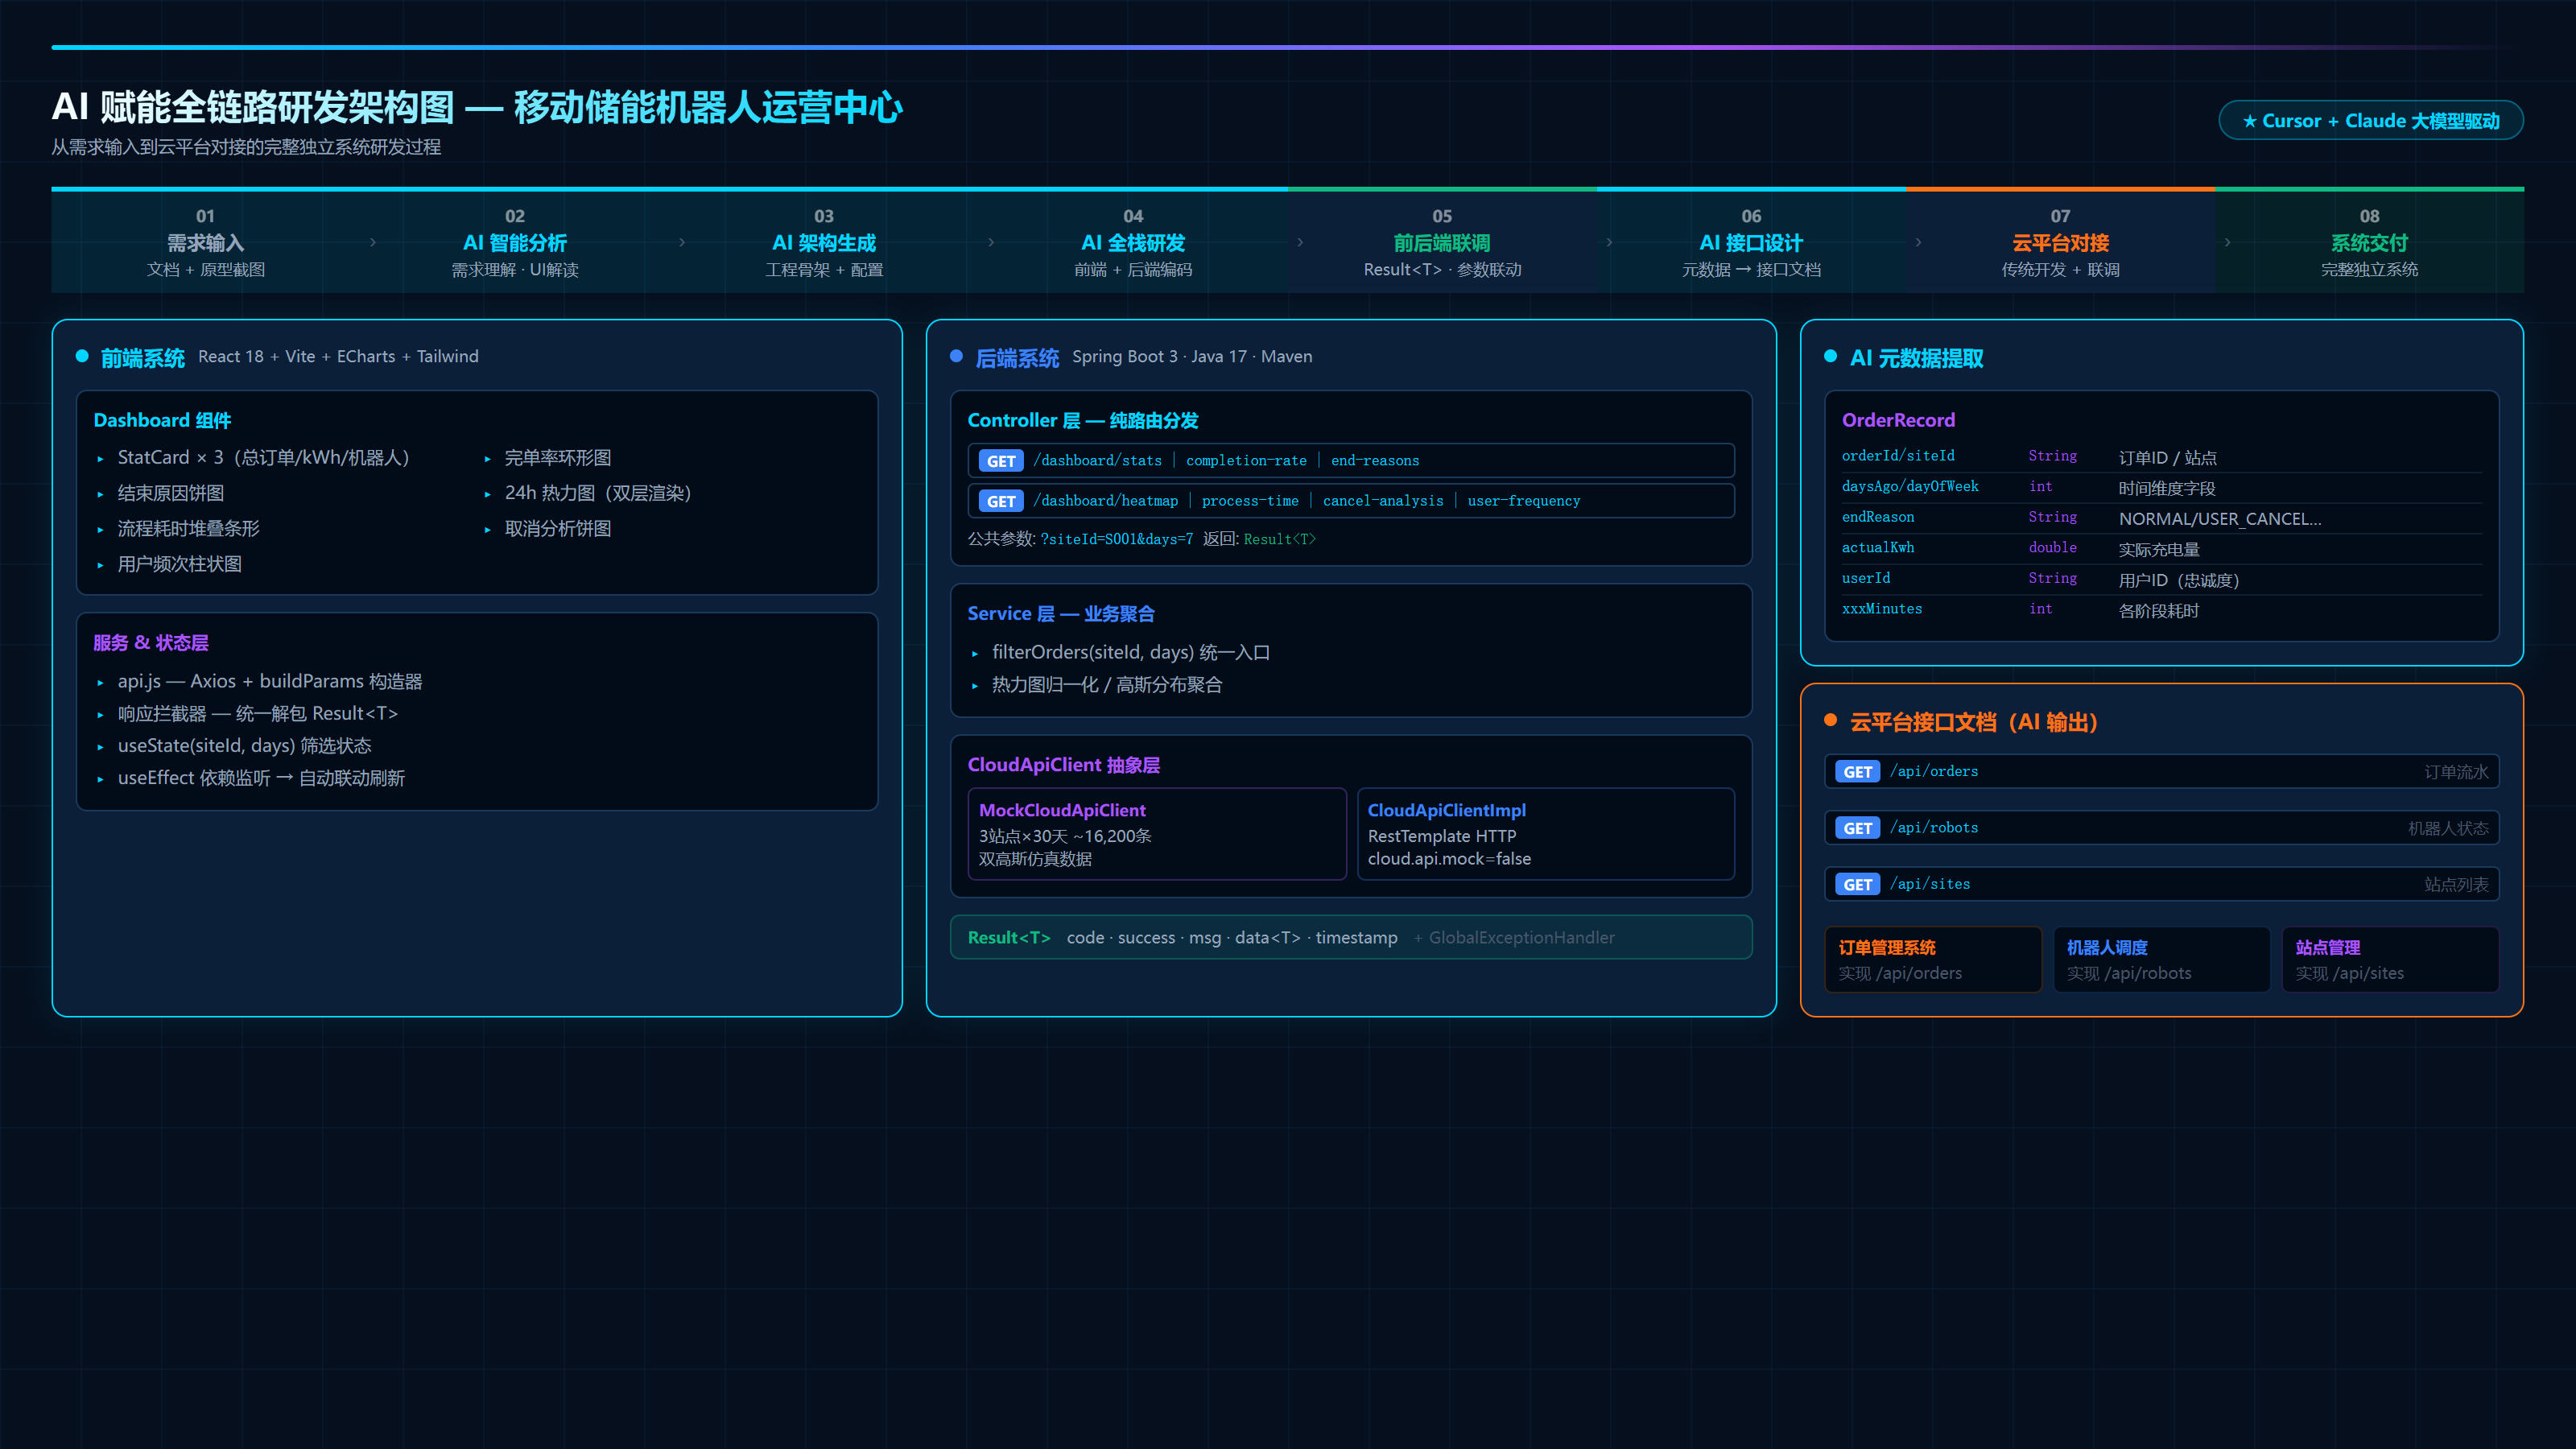 AI 赋能全链路研发架构图 — 移动储能机器人运营中心
从需求输入到云平台对接的完整独立系统研发过程
★ Cursor + Claude 大模型驱动
01
需求输入
文档 + 原型截图
›
02
AI 智能分析
需求理解 · UI解读
›
03
AI 架构生成
工程骨架 + 配置
›
04
AI 全栈研发
前端 + 后端编码
›
05
前后端联调
Result<T> · 参数联动
›
06
AI 接口设计
元数据 → 接口文档
›
07
云平台对接
传统开发 + 联调
›
08
系统交付
完整独立系统
前端系统 React 18 + Vite + ECharts + Tailwind
Dashboard 组件
▸ StatCard × 3（总订单/kWh/机器人）
▸ 完单率环形图
▸ 结束原因饼图
▸ 24h 热力图（双层渲染）
▸ 流程耗时堆叠条形
▸ 取消分析饼图
▸ 用户频次柱状图
服务 & 状态层
▸ api.js — Axios + buildParams 构造器
▸ 响应拦截器 — 统一解包 Result<T>
▸ useState(siteId, days) 筛选状态
▸ useEffect 依赖监听 → 自动联动刷新
后端系统 Spring Boot 3 · Java 17 · Maven
Controller 层 — 纯路由分发
GET /dashboard/stats | completion-rate | end-reasons
GET /dashboard/heatmap | process-time | cancel-analysis | user-frequency
公共参数: ?siteId=S001&days=7 返回: Result<T>
Service 层 — 业务聚合
▸ filterOrders(siteId, days) 统一入口
▸ 热力图归一化 / 高斯分布聚合
CloudApiClient 抽象层
MockCloudApiClient
3站点×30天 ~16,200条
双高斯仿真数据
CloudApiClientImpl
RestTemplate HTTP
cloud.api.mock=false
Result<T> code · success · msg · data<T> · timestamp + GlobalExceptionHandler
AI 元数据提取
OrderRecord
orderId/siteId String 订单ID / 站点
daysAgo/dayOfWeek int 时间维度字段
endReason String NORMAL/USER_CANCEL...
actualKwh double 实际充电量
userId String 用户ID（忠诚度）
xxxMinutes int 各阶段耗时
云平台接口文档（AI 输出）
GET /api/orders 订单流水
GET /api/robots 机器人状态
GET /api/sites 站点列表
订单管理系统
实现 /api/orders
机器人调度
实现 /api/robots
站点管理
实现 /api/sites